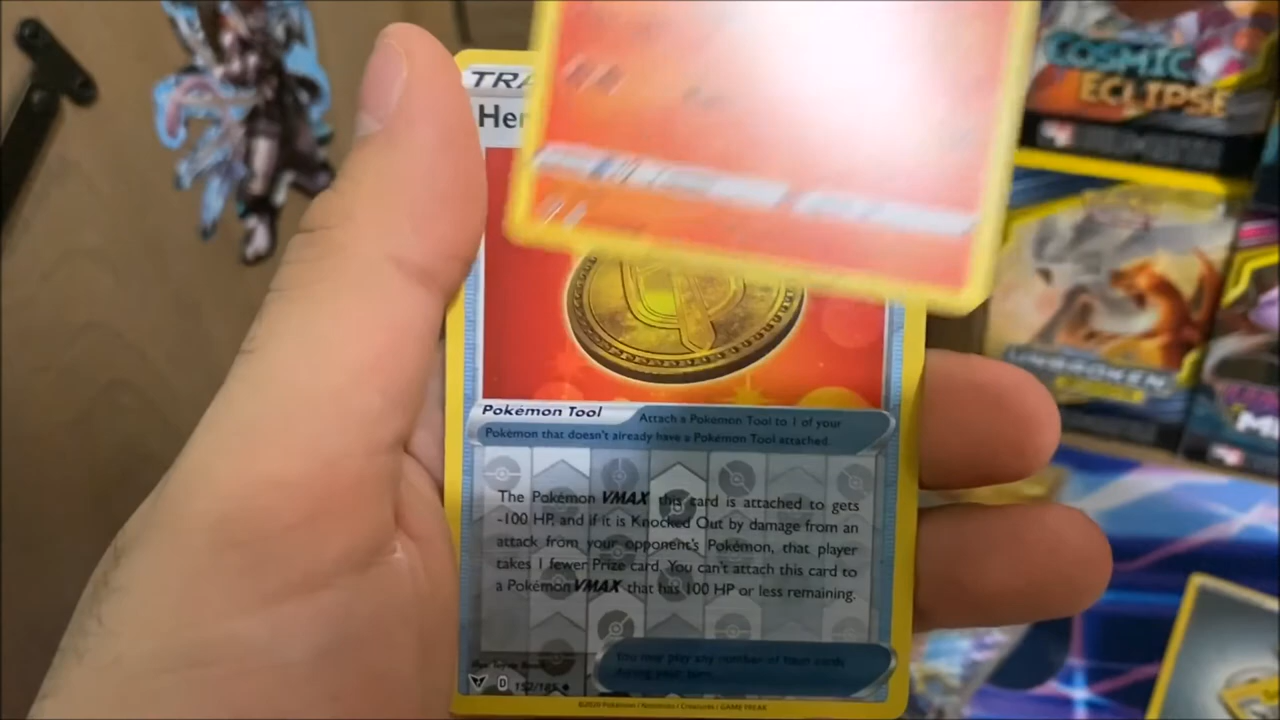 COSMIC
ECLIPSE
TRA
Her
UNBROKEN
Pokémon Tool
Attach a Pokémon Tool to 1 of your
Pokémon that doesn't already have a Pokémon Tool attached.
The Pokémon VMAX this card is attached to gets
-100 HP, and if it is Knocked Out by damage from an
attack from your opponent's Pokémon, that player
takes 1 fewer Prize card. You can't attach this card to
a Pokémon VMAX that has 100 HP or less remaining.
You may play any number of Item cards
during your turn.
D 152/185
©2020 Pokémon / Nintendo / Creatures / GAME FREAK